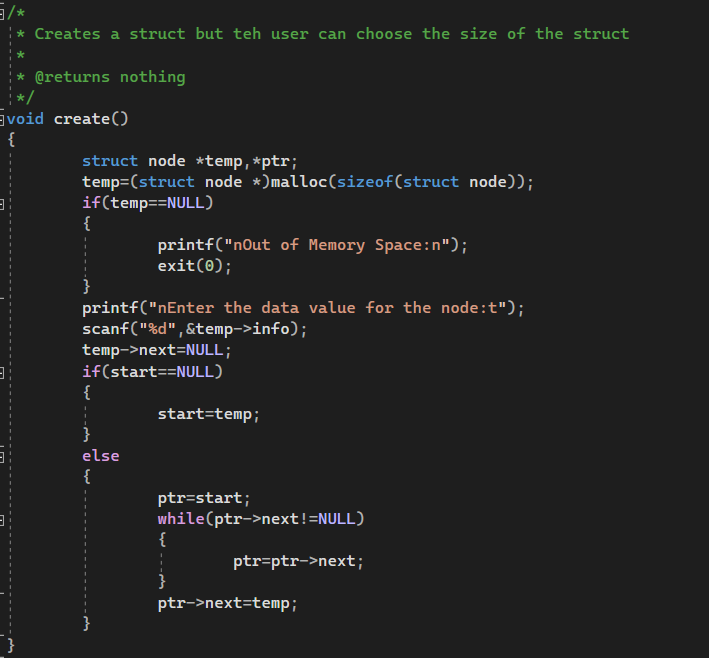 /*
* Creates a struct but teh user can choose the size of the struct
*
* @returns nothing
*/
void create()
{
struct node *temp,*ptr;
temp=(struct node *)malloc(sizeof(struct node));
if(temp==NULL)
{
printf("nOut of Memory Space:n");
exit(0);
}
printf("nEnter the data value for the node:t");
scanf("%d",&temp->info);
temp->next=NULL;
if(start==NULL)
{
start=temp;
}
else
{
ptr=start;
while(ptr->next!=NULL)
{
ptr=ptr->next;
}
ptr->next=temp;
}
}